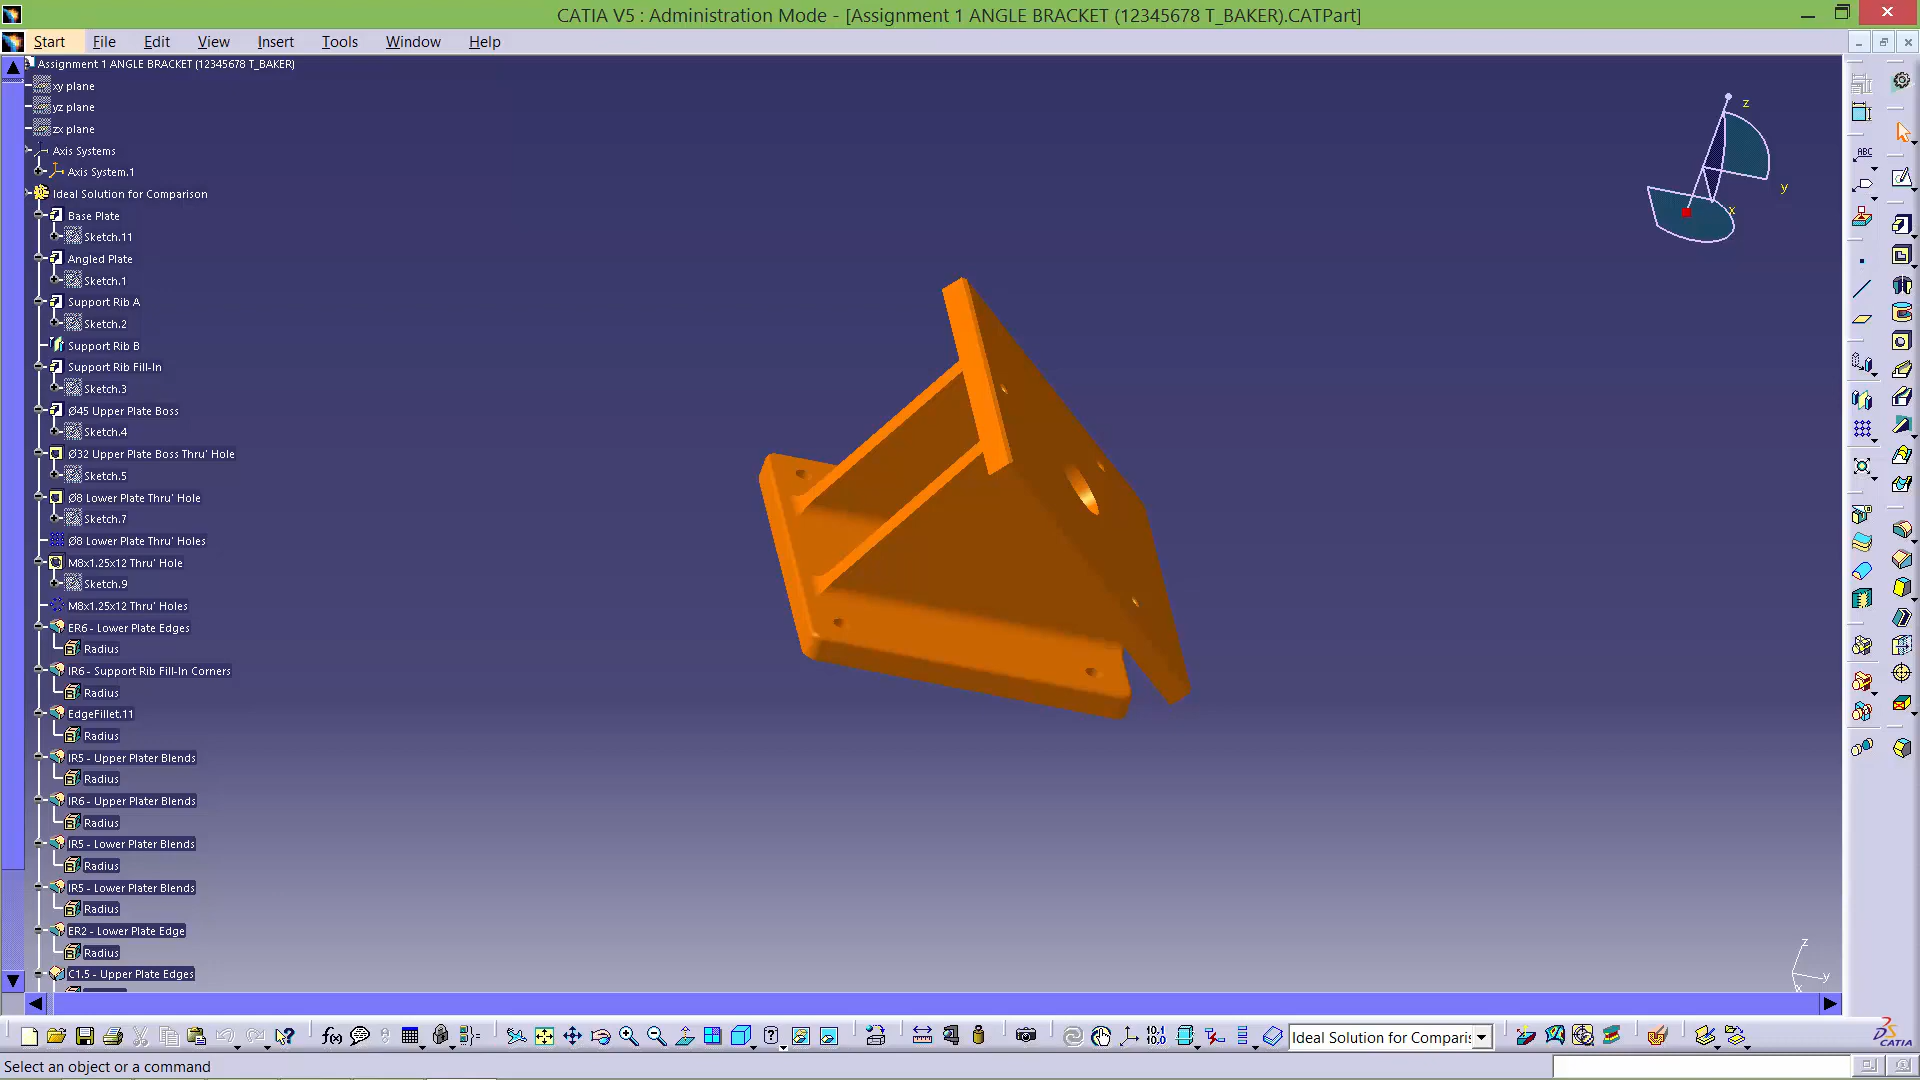 CATIA V5 : Administration Mode - [Assignment 1 ANGLE BRACKET (12345678 T_BAKER).CATPart]
Start File Edit View Insert Tools Window Help
Assignment 1 ANGLE BRACKET (12345678 T_BAKER)
xy plane
yz plane
zx plane
Axis Systems
Axis System.1
Ideal Solution for Comparison
Base Plate
Sketch.11
Angled Plate
Sketch.1
Support Rib A
Sketch.2
Support Rib B
Support Rib Fill-In
Sketch.3
Ø45 Upper Plate Boss
Sketch.4
Ø32 Upper Plate Boss Thru' Hole
Sketch.5
Ø8 Lower Plate Thru' Hole
Sketch.7
Ø8 Lower Plate Thru' Holes
M8x1.25x12 Thru' Hole
Sketch.9
M8x1.25x12 Thru' Holes
ER6 - Lower Plate Edges
Radius
IR6 - Support Rib Fill-In Corners
Radius
EdgeFillet.11
Radius
IR5 - Upper Plater Blends
Radius
IR6 - Upper Plater Blends
Radius
IR5 - Lower Plater Blends
Radius
IR5 - Lower Plater Blends
Radius
ER2 - Lower Plate Edge
Radius
C1.5 - Upper Plate Edges
z
y
x
ABC
z
y
x
f(x)
10.1
10.0
Ideal Solution for Comparis
CATIA
Select an object or a command